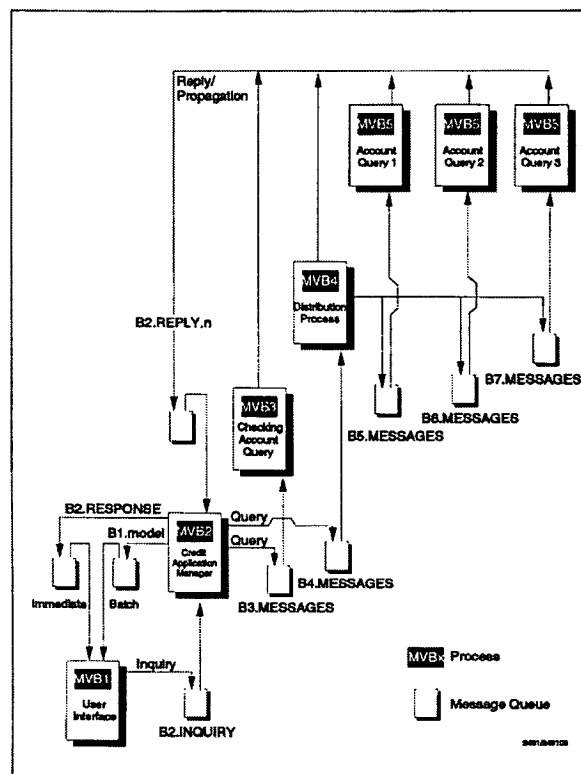 Reply/
Propagation
MVB5
Account
Query 1
MVB5
Account
Query 2
MVB5
Account
Query 3
MVB4
Distribution
Process
B2.REPLY.n
B7.MESSAGES
B6.MESSAGES
B5.MESSAGES
MVB3
Checking
Account
Query
B2.RESPONSE
B1.model
MVB2
Credit
Application
Manager
Query
Query
B4.MESSAGES
B3.MESSAGES
Immediate
Batch
MVB1
User
Interface
Inquiry
B2.INQUIRY
MVBx Process
Message Queue